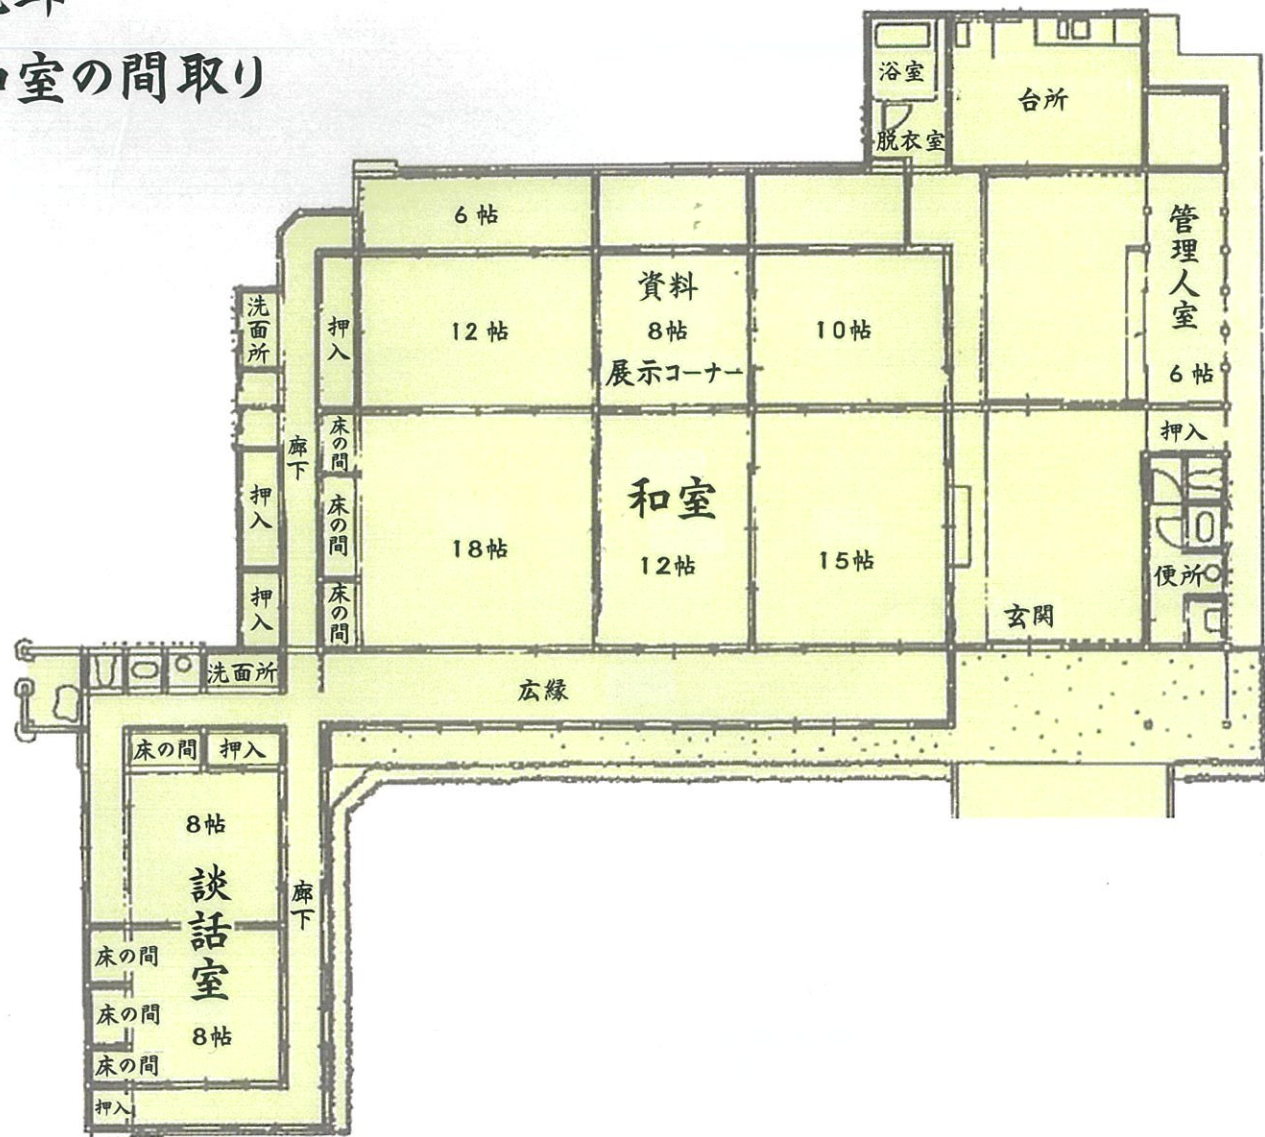 室の間取り
浴室
台所
脱衣室
6帖
管理人室
6帖
洗面所
押入
12帖
資料
8帖
展示コーナー
10帖
押入
床の間
廊下
押入
床の間
和室
18帖
12帖
15帖
便所
押入
床の間
玄関
洗面所
広縁
床の間
押入
8帖
談話室
廊下
床の間
床の間
8帖
床の間
押入